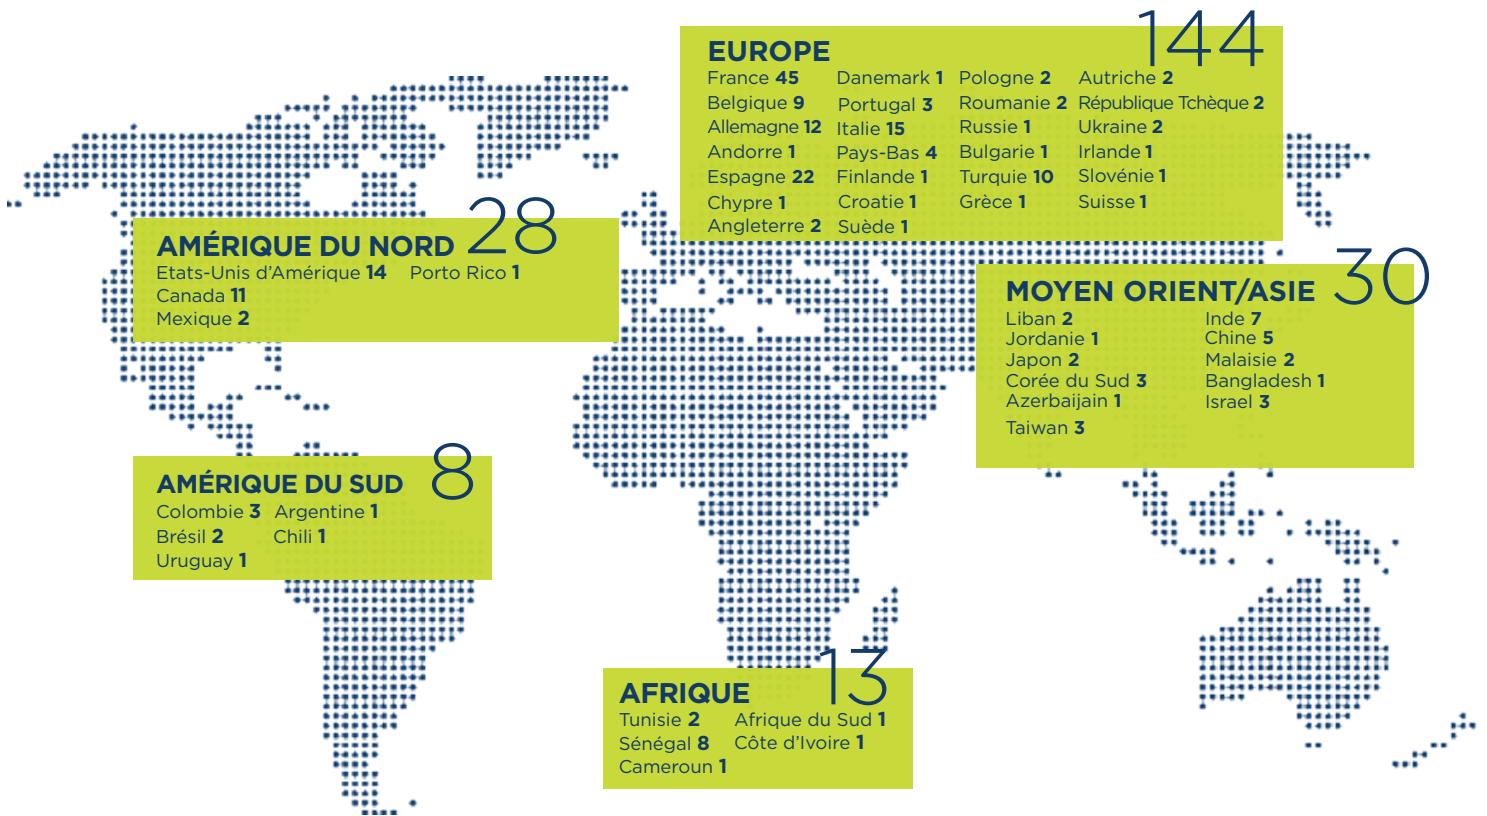 EUROPE 144
France 45 Danemark 1 Pologne 2 Autriche 2
Belgique 9 Portugal 3 Roumanie 2 République Tchèque 2
Allemagne 12 Italie 15 Russie 1 Ukraine 2
Andorre 1 Pays-Bas 4 Bulgarie 1 Irlande 1
Espagne 22 Finlande 1 Turquie 10 Slovénie 1
Chypre 1 Croatie 1 Grèce 1 Suisse 1
Angleterre 2 Suède 1
AMÉRIQUE DU NORD 28
Etats-Unis d'Amérique 14 Porto Rico 1
Canada 11
Mexique 2
MOYEN ORIENT/ASIE 30
Liban 2 Inde 7
Jordanie 1 Chine 5
Japon 2 Malaisie 2
Corée du Sud 3 Bangladesh 1
Azerbaijain 1 Israel 3
Taiwan 3
AMÉRIQUE DU SUD 8
Colombie 3 Argentine 1
Brésil 2 Chili 1
Uruguay 1
AFRIQUE 13
Tunisie 2 Afrique du Sud 1
Sénégal 8 Côte d'Ivoire 1
Cameroun 1